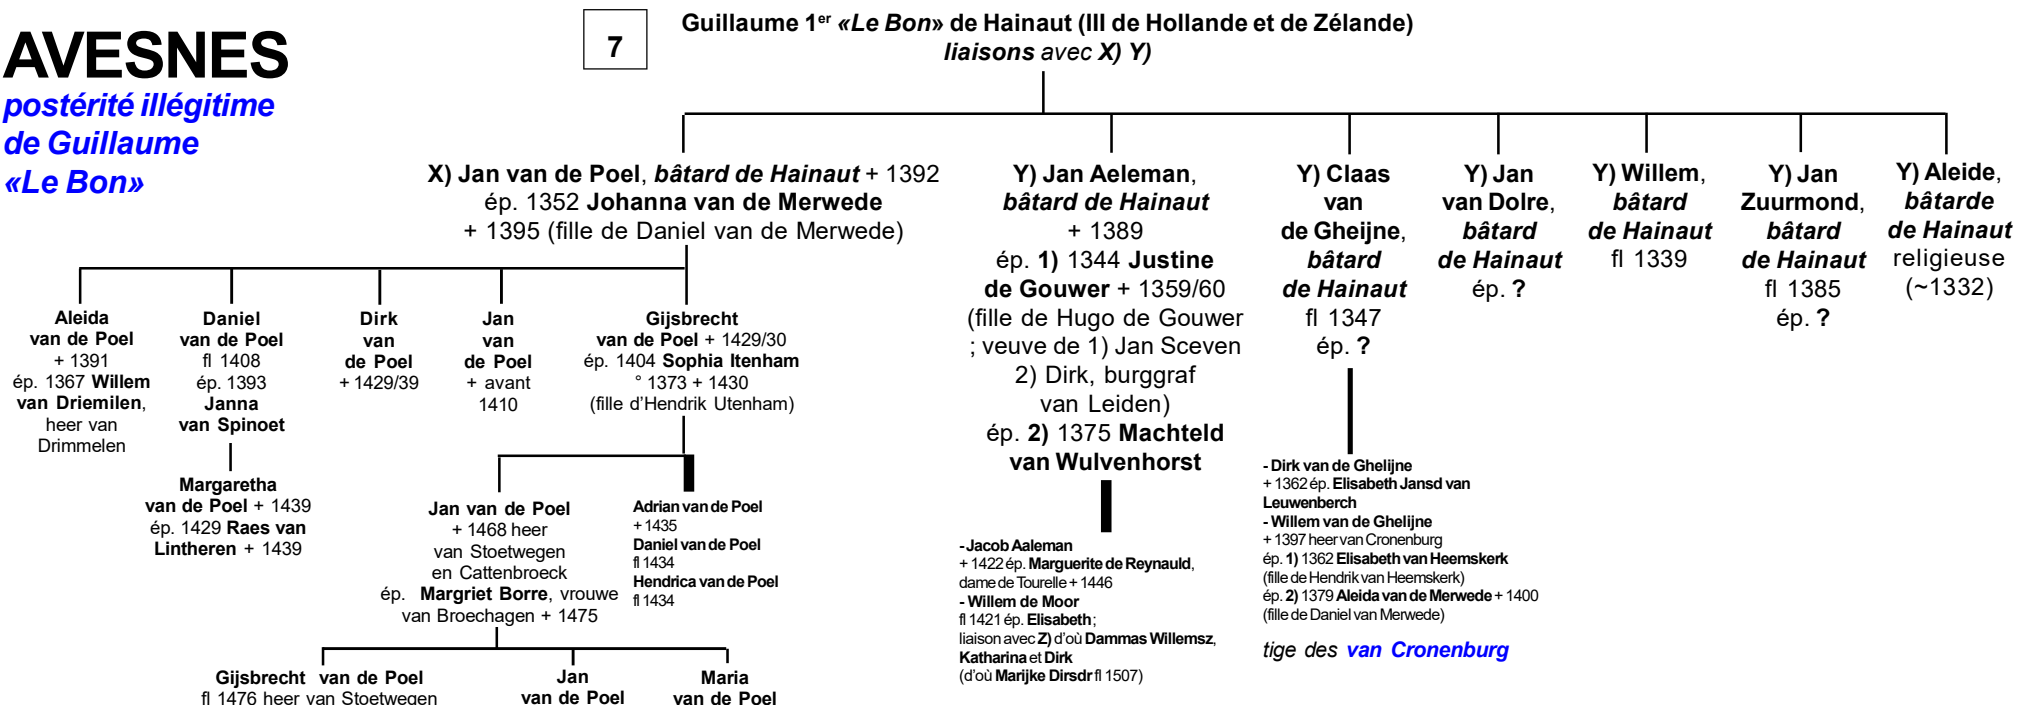 AVESNES
postérité illégitime
de Guillaume
«Le Bon»
7
Guillaume 1er «Le Bon» de Hainaut (III de Hollande et de Zélande)
liaisons avec X) Y)
X) Jan van de Poel, bâtard de Hainaut + 1392
ép. 1352 Johanna van de Merwede
+ 1395 (fille de Daniel van de Merwede)
Y) Jan Aeleman,
bâtard de Hainaut
+ 1389
ép. 1) 1344 Justine
de Gouwer + 1359/60
(fille de Hugo de Gouwer
; veuve de 1) Jan Sceven
2) Dirk, burggraf
van Leiden)
ép. 2) 1375 Machteld
van Wulvenhorst
Y) Claas
van
de Gheijne,
bâtard
de Hainaut
fl 1347
ép. ?
Y) Jan
van Dolre,
bâtard
de Hainaut
ép. ?
Y) Willem,
bâtard
de Hainaut
fl 1339
Y) Jan
Zuurmond,
bâtard
de Hainaut
fl 1385
ép. ?
Y) Aleide,
bâtarde
de Hainaut
religieuse
(~1332)
Aleida
van de Poel
+ 1391
ép. 1367 Willem
van Driemilen,
heer van
Drimmelen
Daniel
van de Poel
fl 1408
ép. 1393
Janna
van Spinoet
Dirk
van
de Poel
+ 1429/39
Jan
van
de Poel
+ avant
1410
Gijsbrecht
van de Poel + 1429/30
ép. 1404 Sophia Itenham
° 1373 + 1430
(fille d'Hendrik Utenham)
Margaretha
van de Poel + 1439
ép. 1429 Raes van
Lintheren + 1439
Jan van de Poel
+ 1468 heer
van Stoetwegen
en Cattenbroeck
ép. Margriet Borre, vrouwe
van Broechagen + 1475
Adrian van de Poel
+ 1435
Daniel van de Poel
fl 1434
Hendrica van de Poel
fl 1434
- Jacob Aaleman
+ 1422 ép. Marguerite de Reynauld,
dame de Tourelle + 1446
- Willem de Moor
fl 1421 ép. Elisabeth ;
liaison avec Z) d'où Dammas Willemsz,
Katharina et Dirk
(d'où Marijke Dirsdr fl 1507)
- Dirk van de Ghelijne
+ 1362 ép. Elisabeth Jansd van
Leuwenberch
- Willem van de Ghelijne
+ 1397 heer van Cronenburg
ép. 1) 1362 Elisabeth van Heemskerk
(fille de Hendrik van Heemskerk)
ép. 2) 1379 Aleida van de Merwede + 1400
(fille de Daniel van Merwede)
tige des van Cronenburg
Gijsbrecht van de Poel
fl 1476 heer van Stoetwegen
Jan
van de Poel
Maria
van de Poel